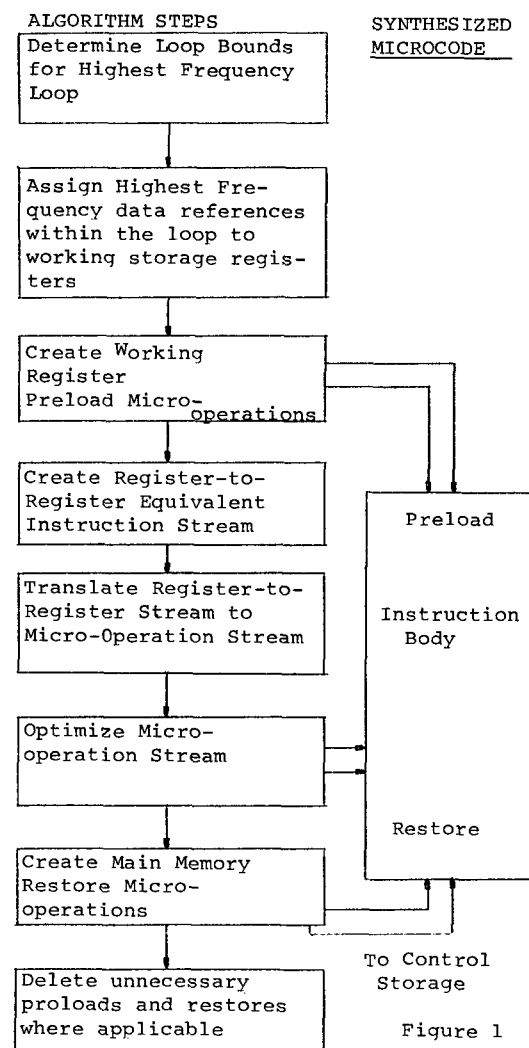 ALGORITHM STEPS
SYNTHESIZED
MICROCODE
Determine Loop Bounds
for Highest Frequency
Loop
Assign Highest Fre-
quency data references
within the loop to
working storage regis-
ters
Create Working
Register
Preload Micro-
operations
Create Register-to-
Register Equivalent
Instruction Stream
Translate Register-to-
Register Stream to
Micro-Operation Stream
Optimize Micro-
operation Stream
Create Main Memory
Restore Micro-
operations
Delete unnecessary
proloads and restores
where applicable
Preload
Instruction
Body
Restore
To Control
Storage
Figure 1